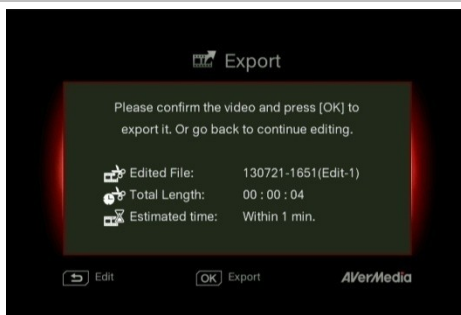 Export
Please confirm the video and press [OK] to
export it. Or go back to continue editing.
Edited File: 130721-1651(Edit-1)
Total Length: 00 : 00 : 04
Estimated time: Within 1 min.
Edit OK Export AVerMedia